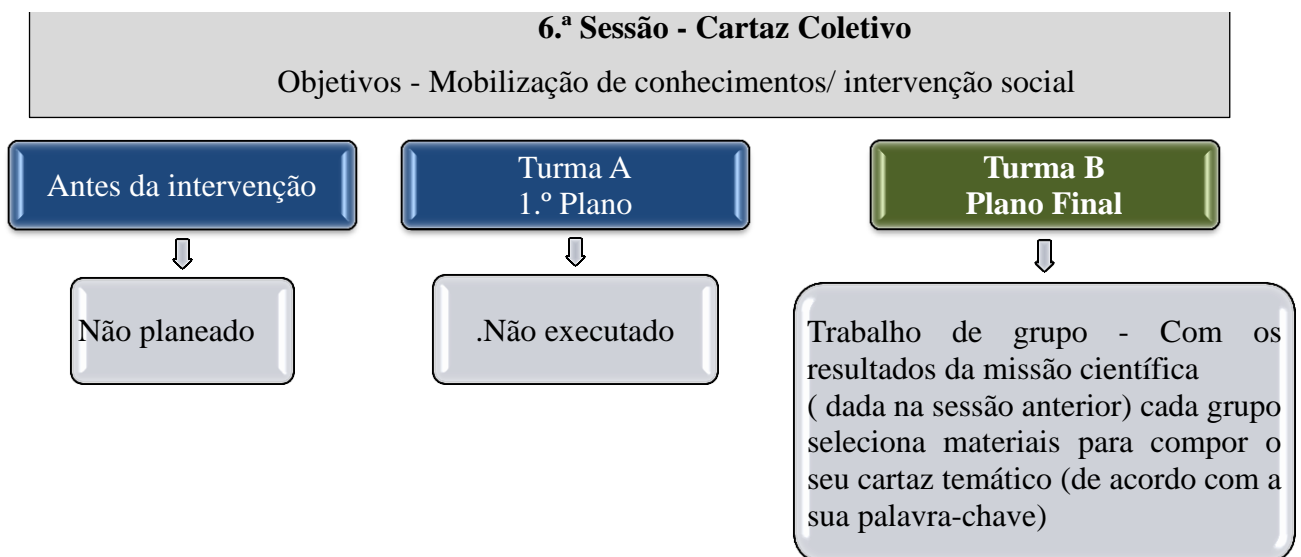 6.ª Sessão - Cartaz Coletivo
Objetivos - Mobilização de conhecimentos/ intervenção social
Antes da intervenção
Não planeado
Turma A
1.º Plano
.Não executado
Turma B
Plano Final
Trabalho de grupo - Com os
resultados da missão científica
( dada na sessão anterior) cada grupo
seleciona materiais para compor o
seu cartaz temático (de acordo com a
sua palavra-chave)